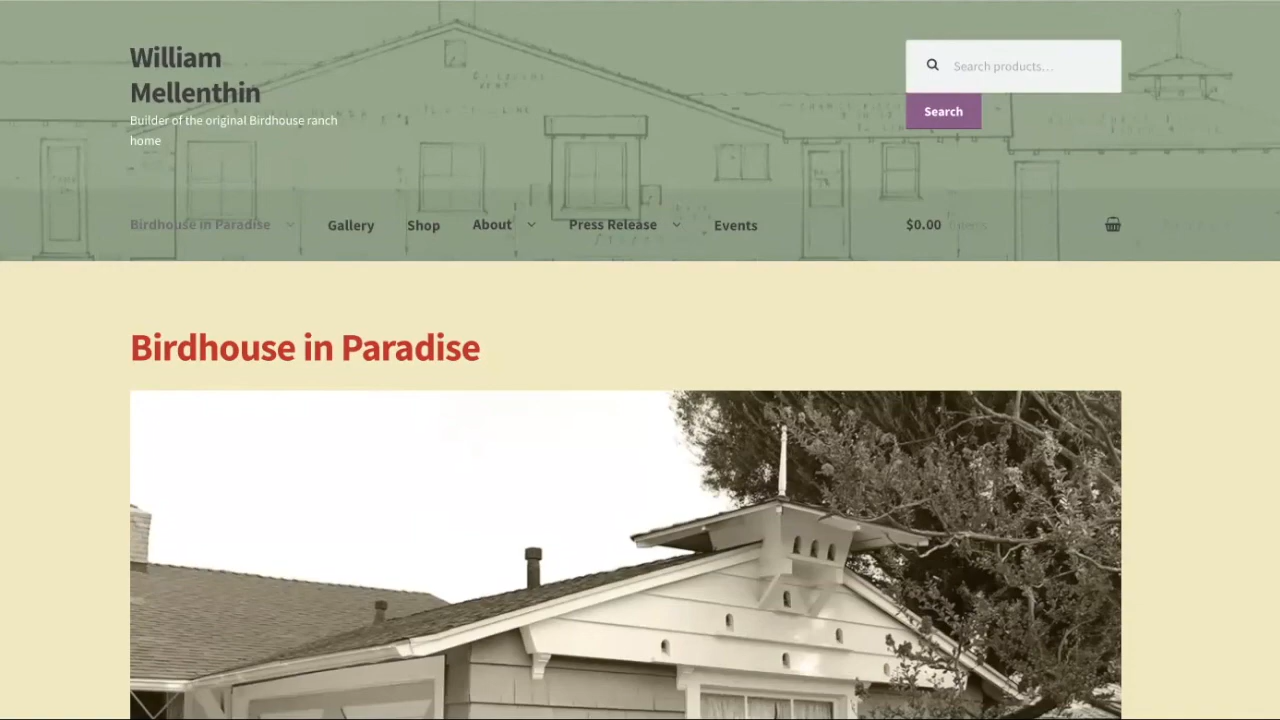 William
Mellenthin
Builder of the original Birdhouse ranch
home
Search products…
Search
Birdhouse in Paradise
Gallery
Shop
About
Press Release
Events
$0.00
items
Birdhouse in Paradise